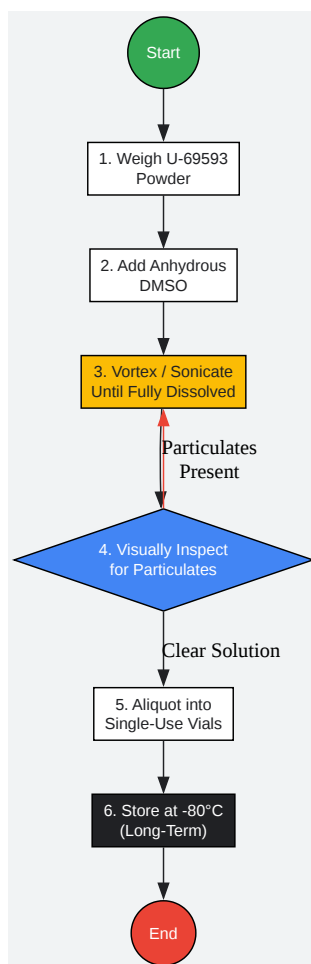 Start
1. Weigh U-69593
Powder
2. Add Anhydrous
DMSO
3. Vortex / Sonicate
Until Fully Dissolved
Particulates
Present
4. Visually Inspect
for Particulates
Clear Solution
5. Aliquot into
Single-Use Vials
6. Store at -80°C
(Long-Term)
End